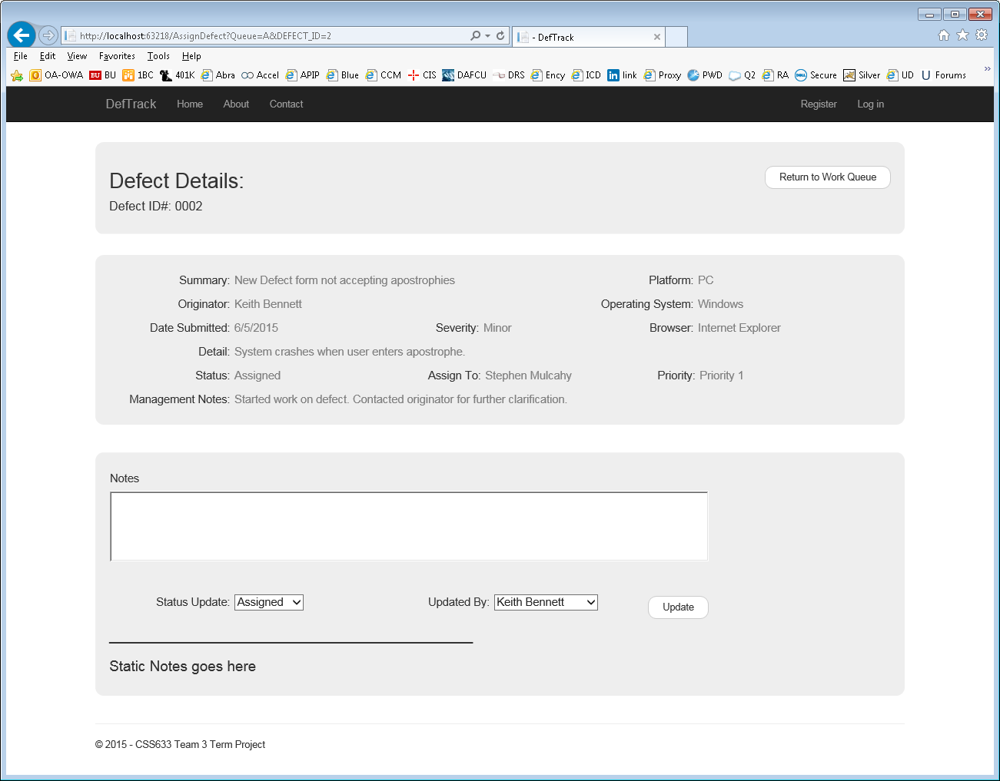 http://localhost:63218/AssignDefect?Queue=A&DEFECT_ID=2
- DefTrack
File Edit View Favorites Tools Help
OA-OWA BU BU 1BC 401K Abra Accel APIP Blue CCM CIS DAFCU DRS Ency ICD in link Proxy PWD Q2 RA DELL Secure Silver UD U Forums »
DefTrack Home About Contact Register Log in
Defect Details:
Return to Work Queue
Defect ID#: 0002
Summary: New Defect form not accepting apostrophies Platform: PC
Originator: Keith Bennett Operating System: Windows
Date Submitted: 6/5/2015 Severity: Minor Browser: Internet Explorer
Detail: System crashes when user enters apostrophe.
Status: Assigned Assign To: Stephen Mulcahy Priority: Priority 1
Management Notes: Started work on defect. Contacted originator for further clarification.
Notes
Status Update: Assigned Updated By: Keith Bennett Update
Static Notes goes here
© 2015 - CSS633 Team 3 Term Project